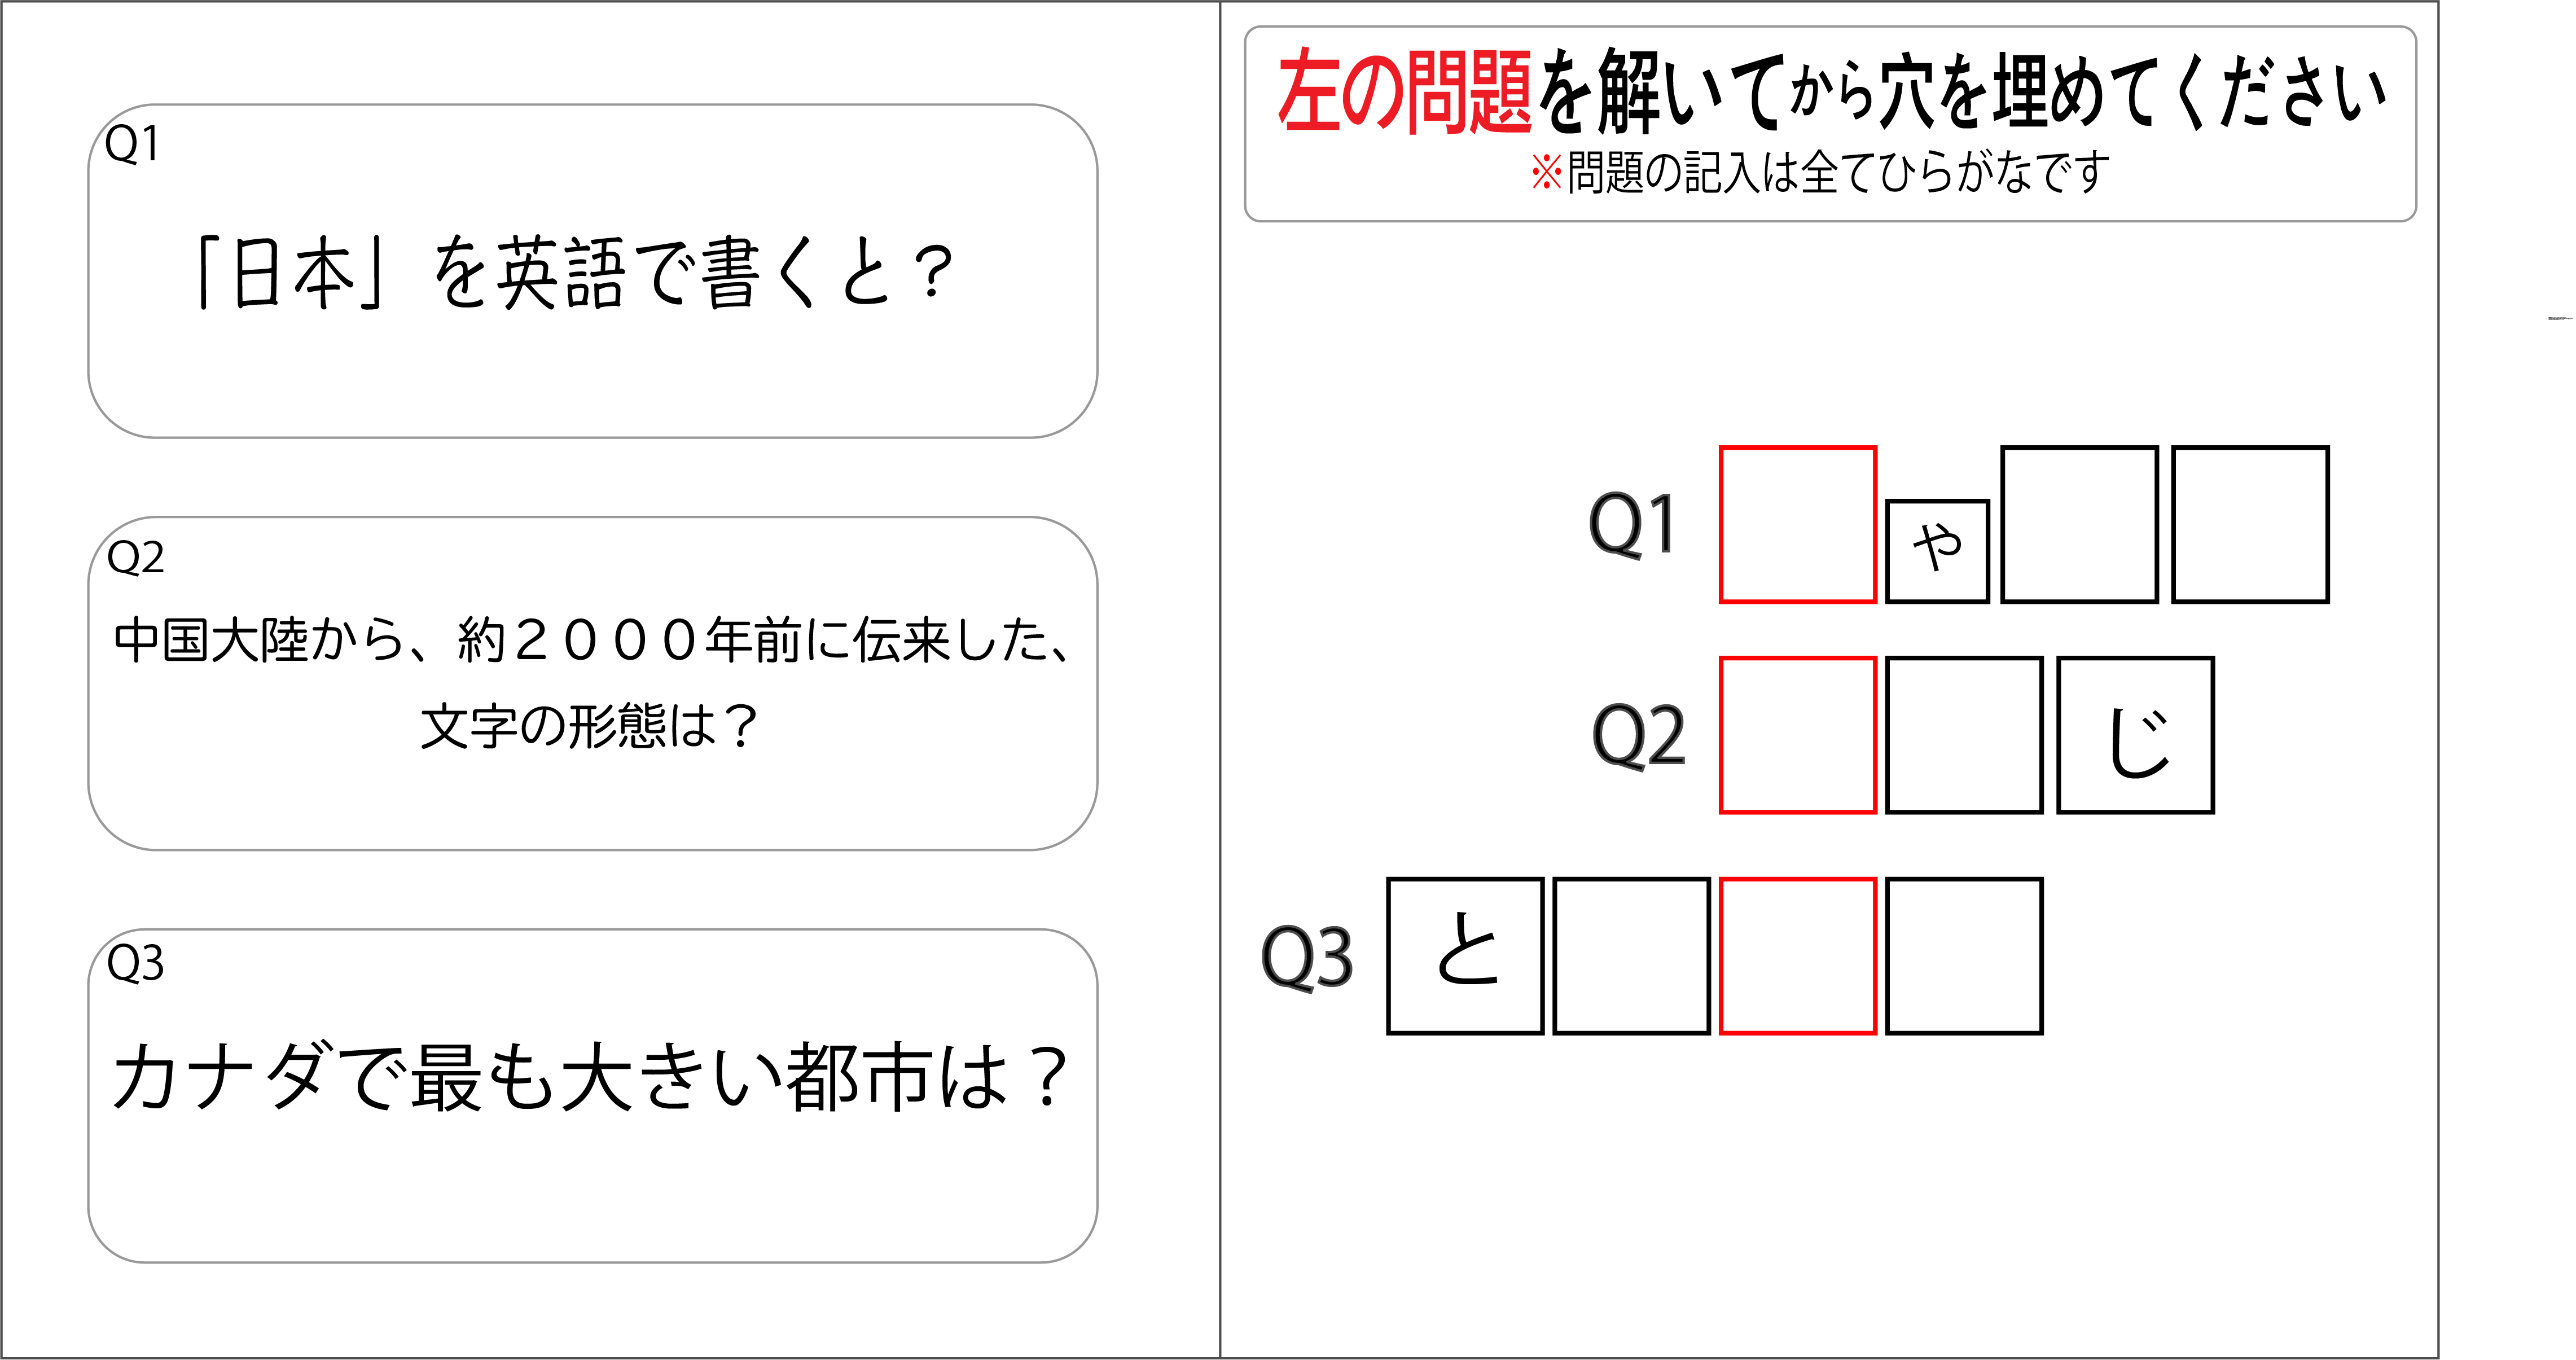 Q1
「日本」を英語で書くと？
Q2
中国大陸から、約２０００年前に伝来した、
文字の形態は？
Q3
カナダで最も大きい都市は？
左の問題を解いてから穴を埋めてください
※問題の記入は全てひらがなです
Q1 ゃ
Q2 じ
Q3 と